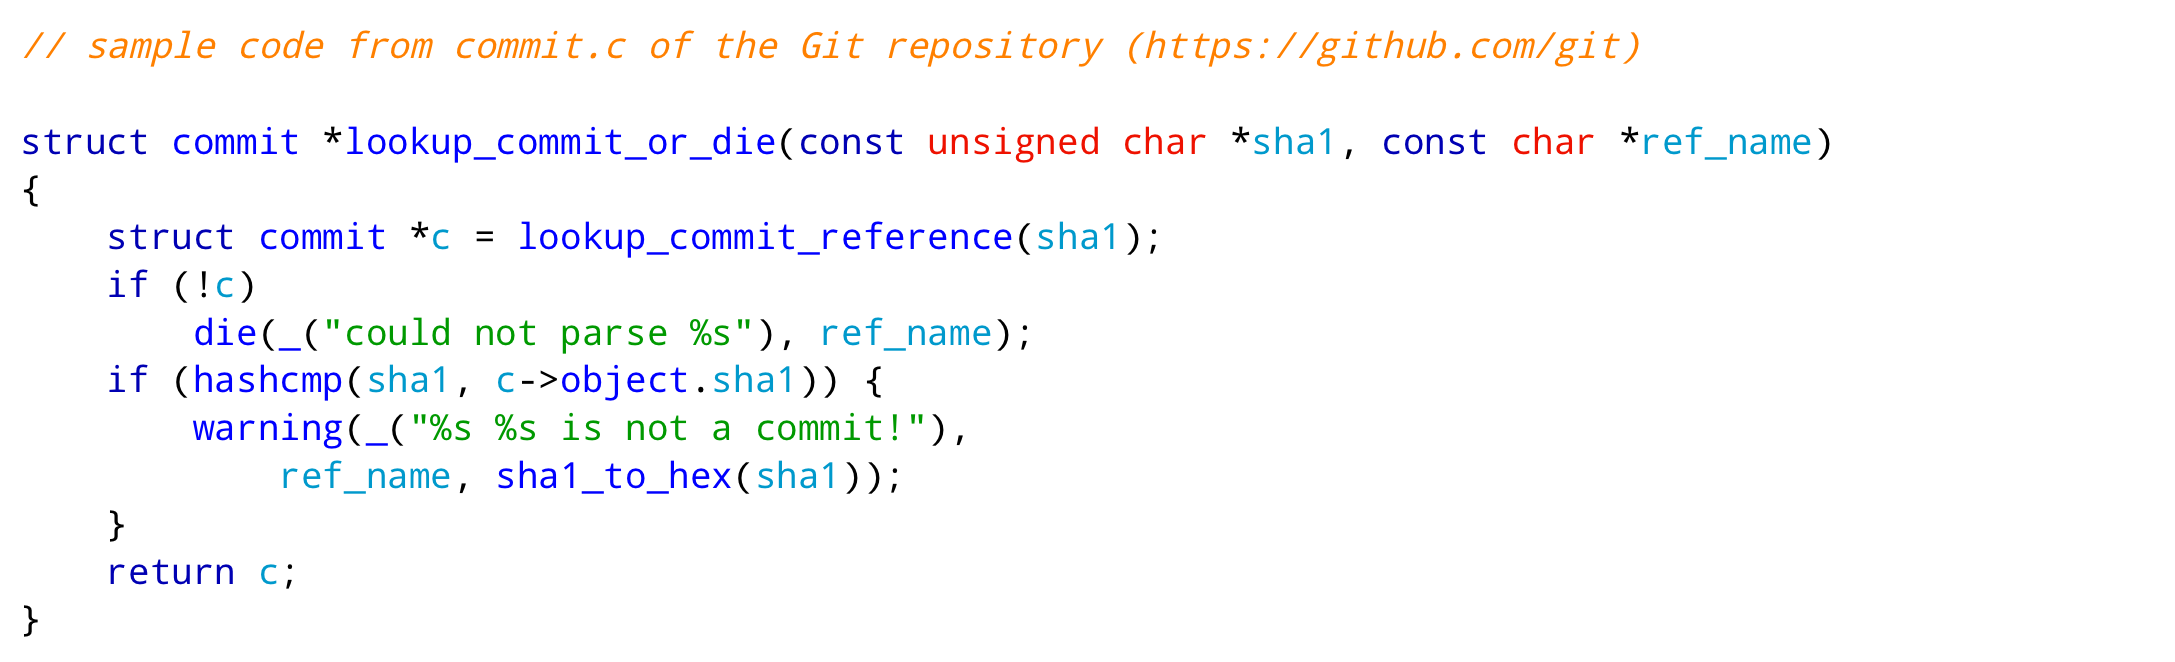 // sample code from commit.c of the Git repository (https://github.com/git)

struct commit *lookup_commit_or_die(const unsigned char *sha1, const char *ref_name)
{
    struct commit *c = lookup_commit_reference(sha1);
    if (!c)
        die(_("could not parse %s"), ref_name);
    if (hashcmp(sha1, c->object.sha1)) {
        warning(_("%s %s is not a commit!"),
            ref_name, sha1_to_hex(sha1));
    }
    return c;
}